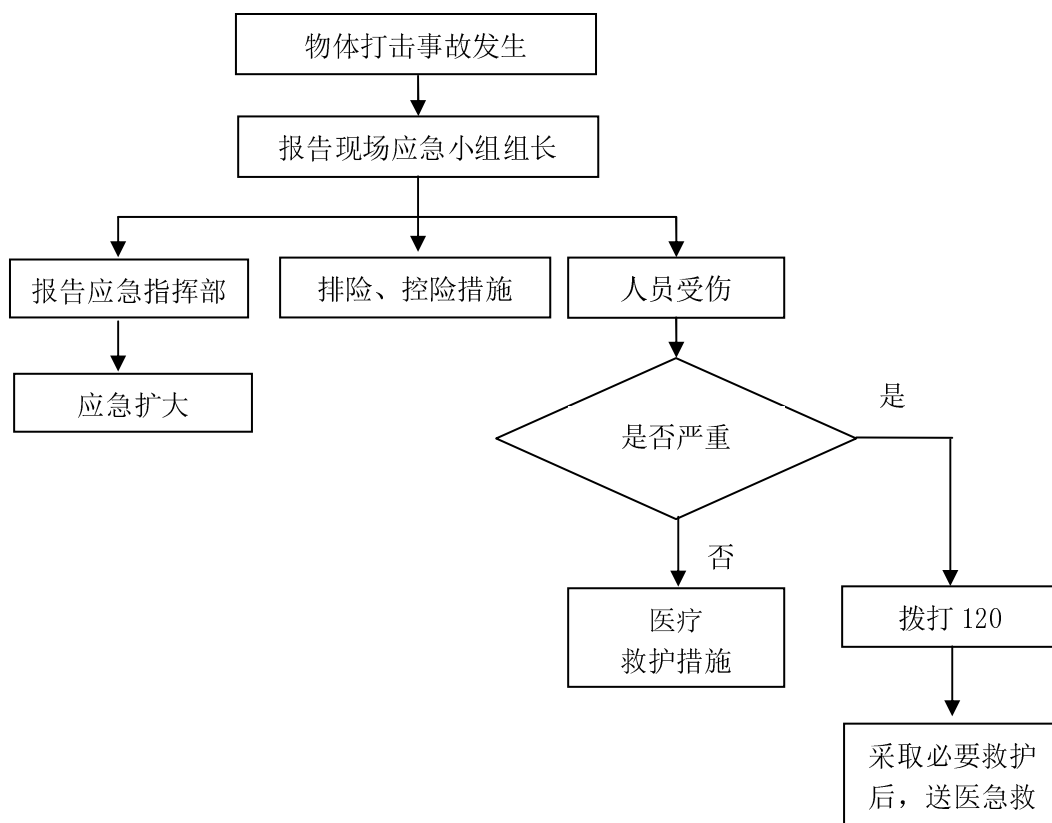 物体打击事故发生
报告现场应急小组组长
报告应急指挥部
排险、控险措施
人员受伤
应急扩大
是否严重
是
否
医疗
救护措施
拨打 120
采取必要救护
后，送医急救